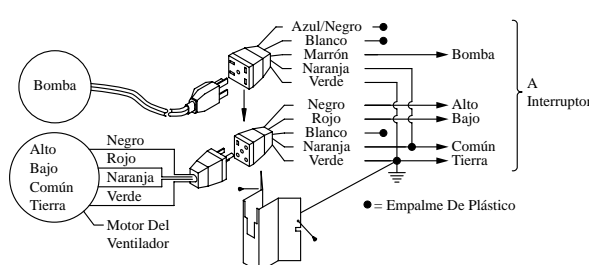 Azul/Negro
Blanco
Marrón
Naranja
Verde
Bomba
Bomba
Negro
Rojo
Blanco
Naranja
Verde
Alto
Bajo
Común
Tierra
A
Interruptor
Alto
Bajo
Común
Tierra
Negro
Rojo
Naranja
Verde
Motor Del
Ventilador
= Empalme De Plástico